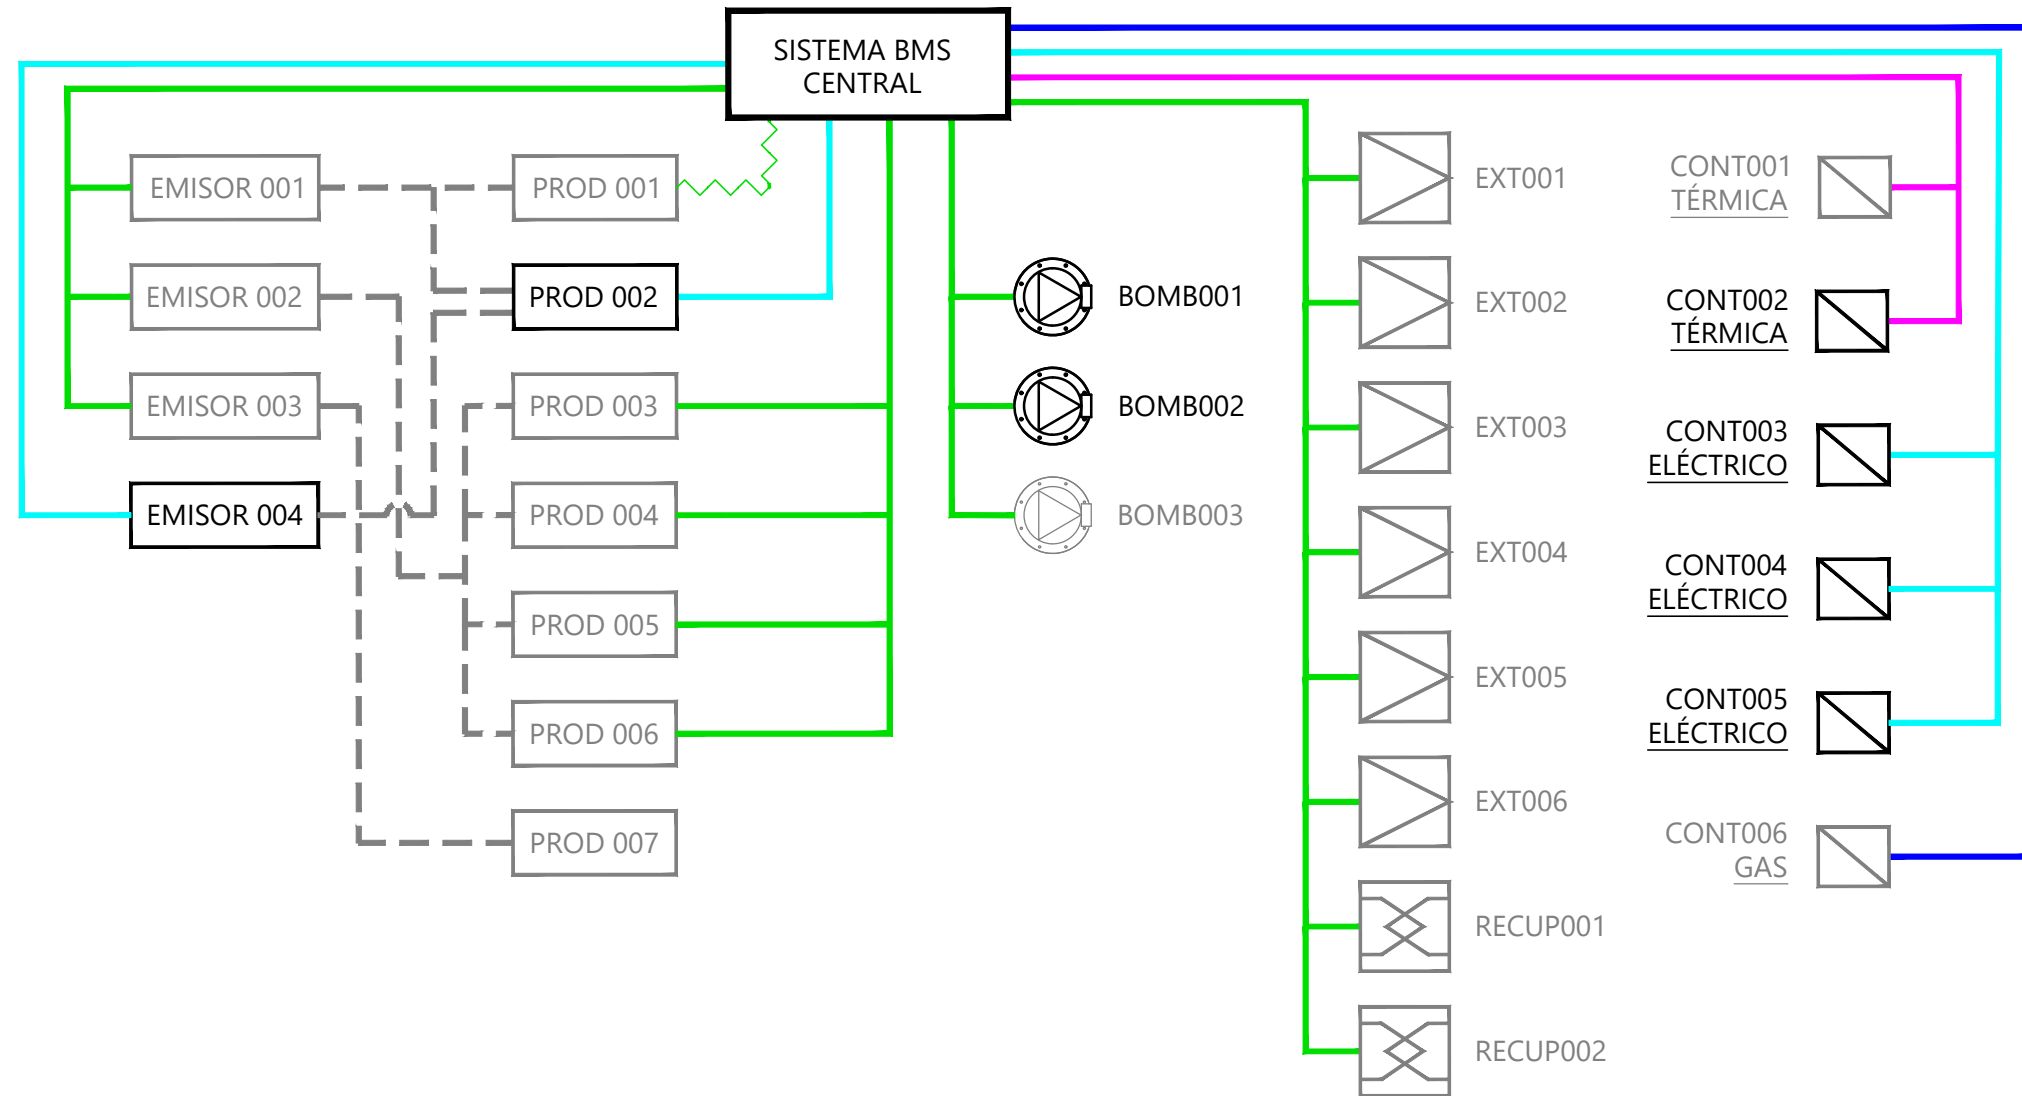 SISTEMA BMS
CENTRAL
EMISOR 001
EMISOR 002
EMISOR 003
EMISOR 004
PROD 001
PROD 002
PROD 003
PROD 004
PROD 005
PROD 006
PROD 007
BOMB001
BOMB002
BOMB003
EXT001
EXT002
EXT003
EXT004
EXT005
EXT006
RECUP001
RECUP002
CONT001
TÉRMICA
CONT002
TÉRMICA
CONT003
ELÉCTRICO
CONT004
ELÉCTRICO
CONT005
ELÉCTRICO
CONT006
GAS